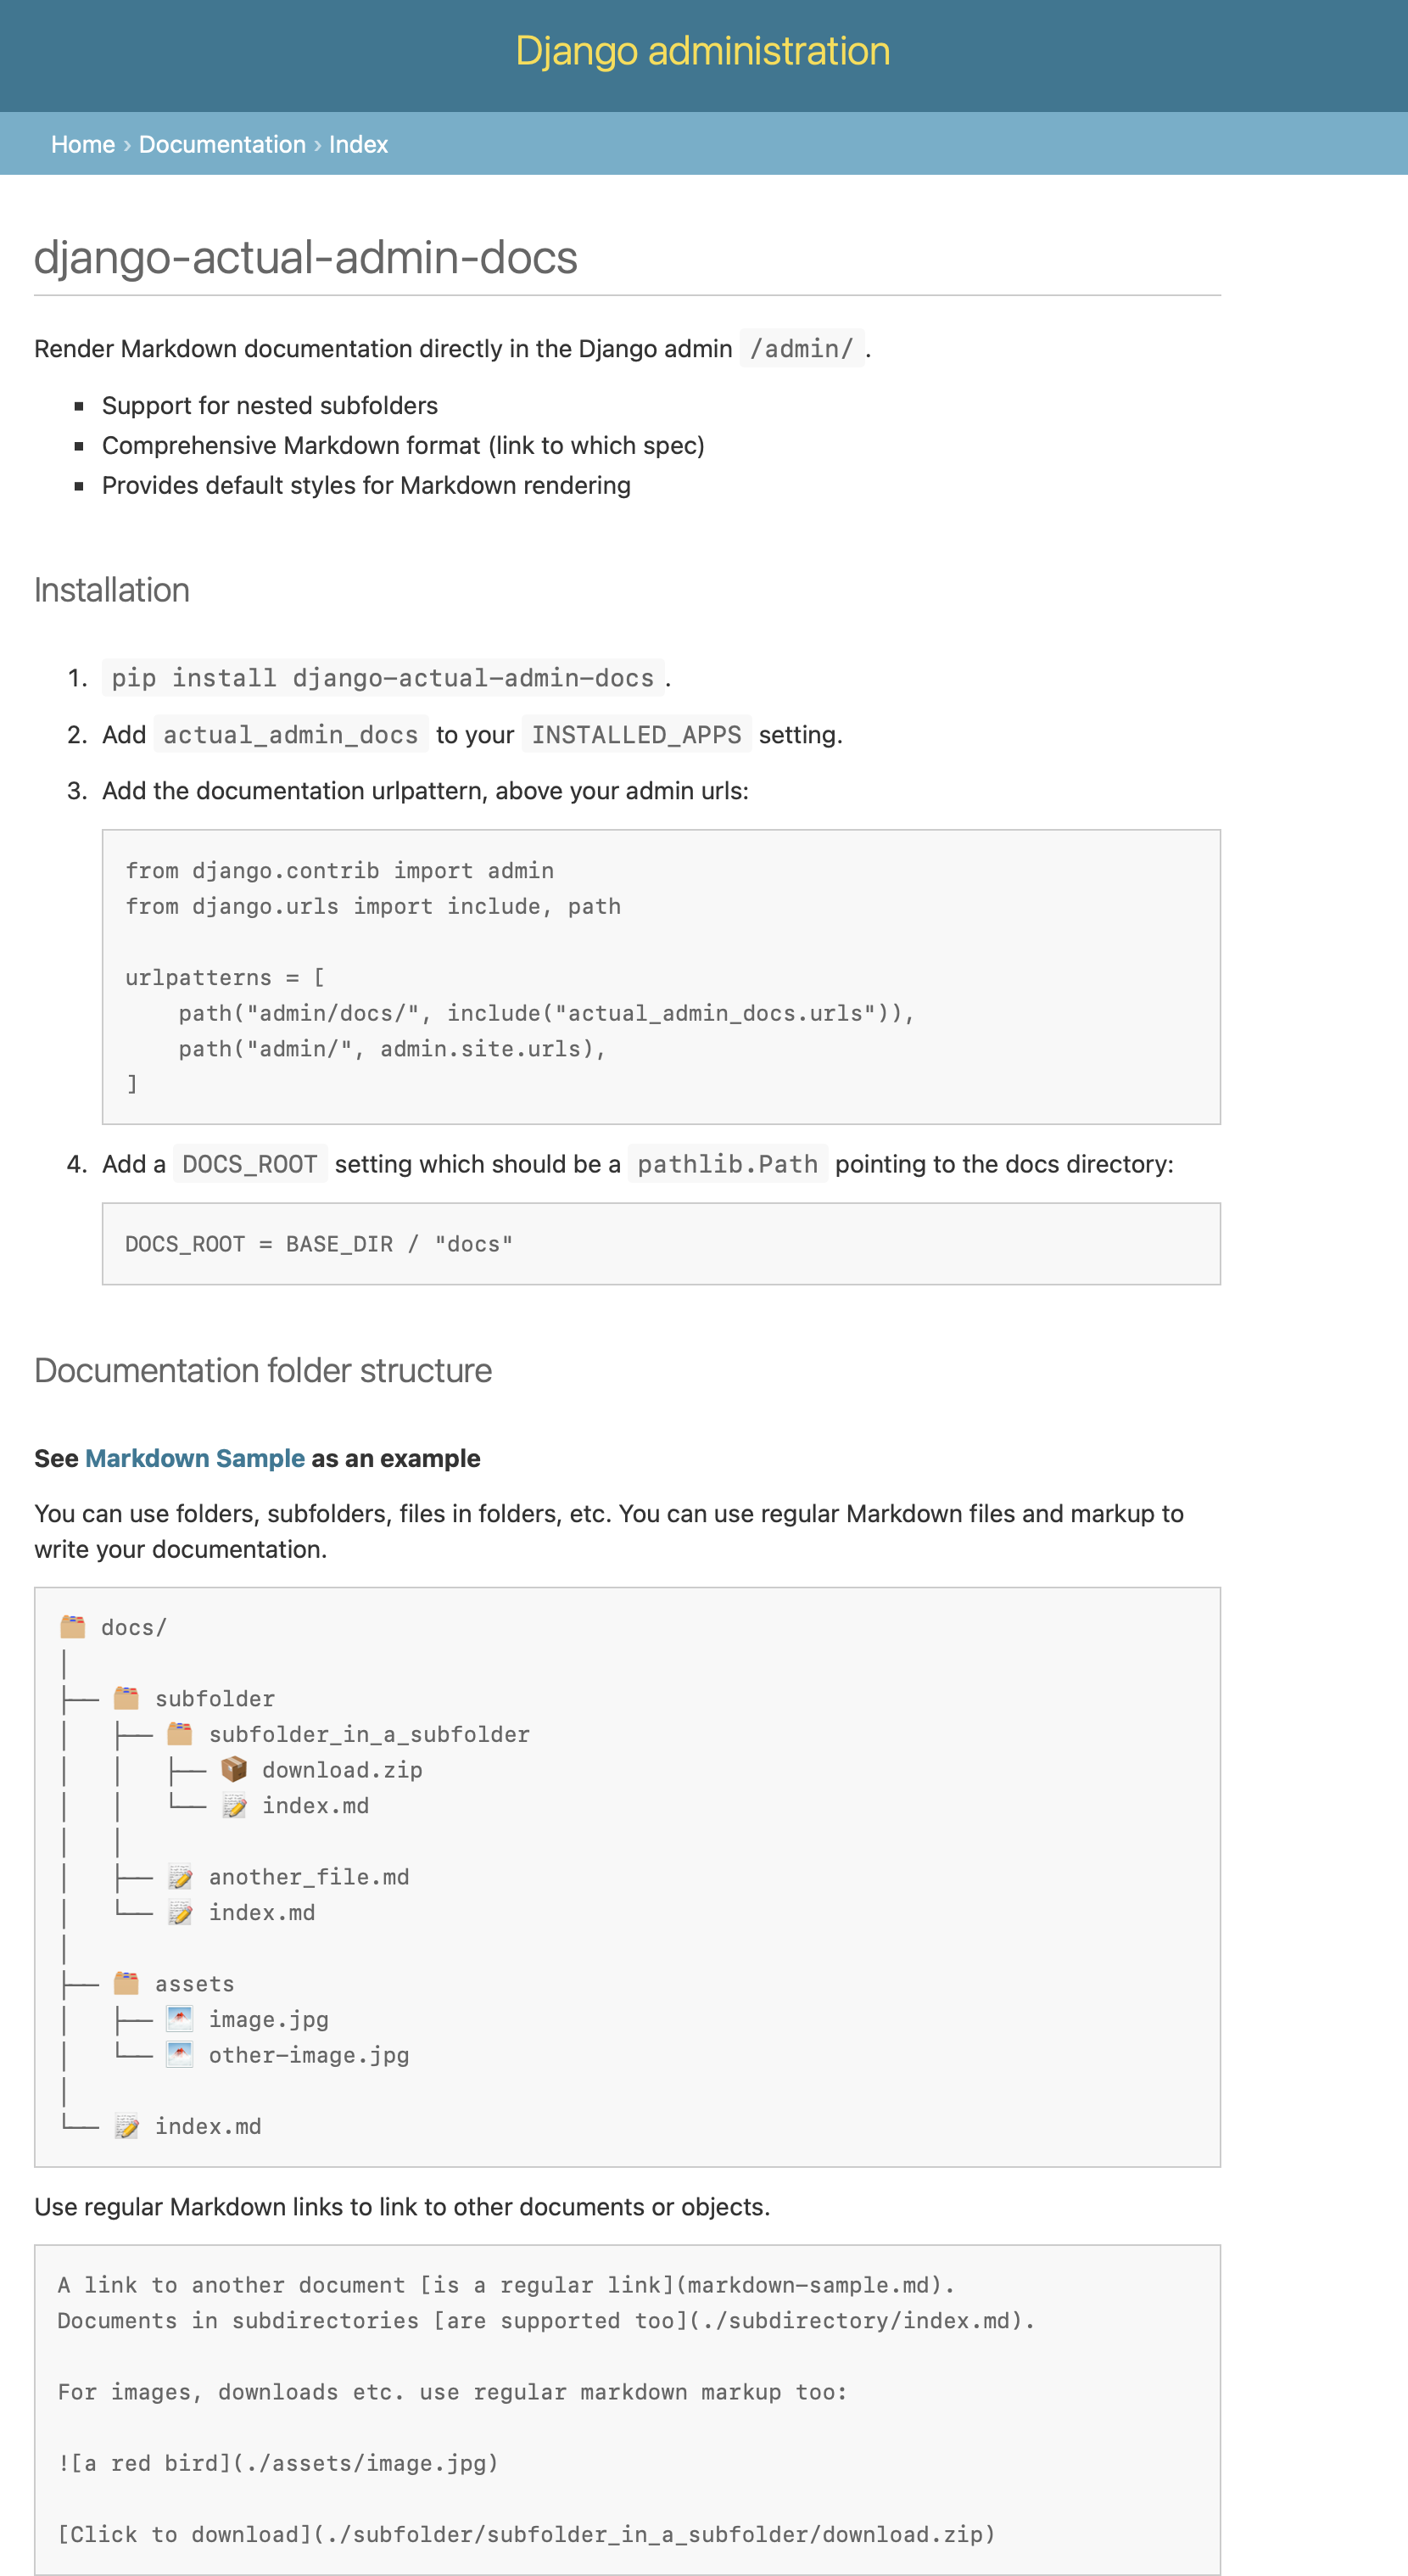 Django administration
Home › Documentation › Index
django-actual-admin-docs
Render Markdown documentation directly in the Django admin /admin/.
▪ Support for nested subfolders
▪ Comprehensive Markdown format (link to which spec)
▪ Provides default styles for Markdown rendering
Installation
1. pip install django-actual-admin-docs.
2. Add actual_admin_docs to your INSTALLED_APPS setting.
3. Add the documentation urlpattern, above your admin urls:
from django.contrib import admin
from django.urls import include, path
urlpatterns = [
    path("admin/docs/", include("actual_admin_docs.urls")),
    path("admin/", admin.site.urls),
]
4. Add a DOCS_ROOT setting which should be a pathlib.Path pointing to the docs directory:
DOCS_ROOT = BASE_DIR / "docs"
Documentation folder structure
See Markdown Sample as an example
You can use folders, subfolders, files in folders, etc. You can use regular Markdown files and markup to
write your documentation.
🗂️ docs/
│
├── 🗂️ subfolder
│   ├── 🗂️ subfolder_in_a_subfolder
│   │   ├── 📦 download.zip
│   │   └── 📝 index.md
│   │
│   ├── 📝 another_file.md
│   └── 📝 index.md
│
├── 🗂️ assets
│   ├── 🖼️ image.jpg
│   └── 🖼️ other-image.jpg
│
└── 📝 index.md
Use regular Markdown links to link to other documents or objects.
A link to another document [is a regular link](markdown-sample.md).
Documents in subdirectories [are supported too](./subdirectory/index.md).
For images, downloads etc. use regular markdown markup too:
![a red bird](./assets/image.jpg)
[Click to download](./subfolder/subfolder_in_a_subfolder/download.zip)